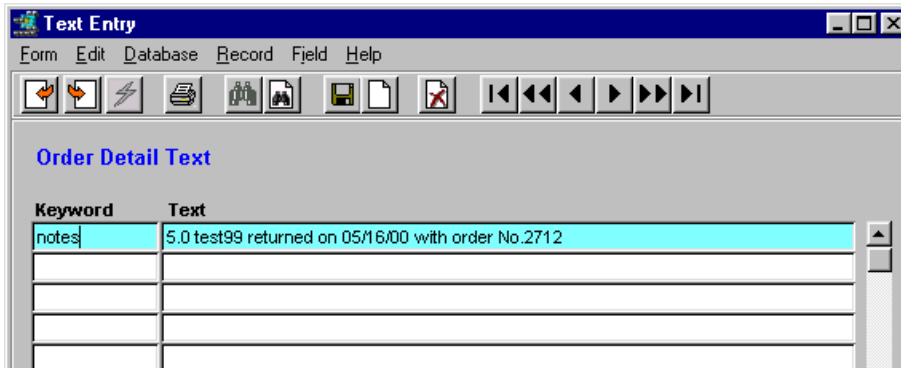 Text Entry
Form Edit Database Record Field Help
Order Detail Text
Keyword Text
notes 5.0 test99 returned on 05/16/00 with order No.2712